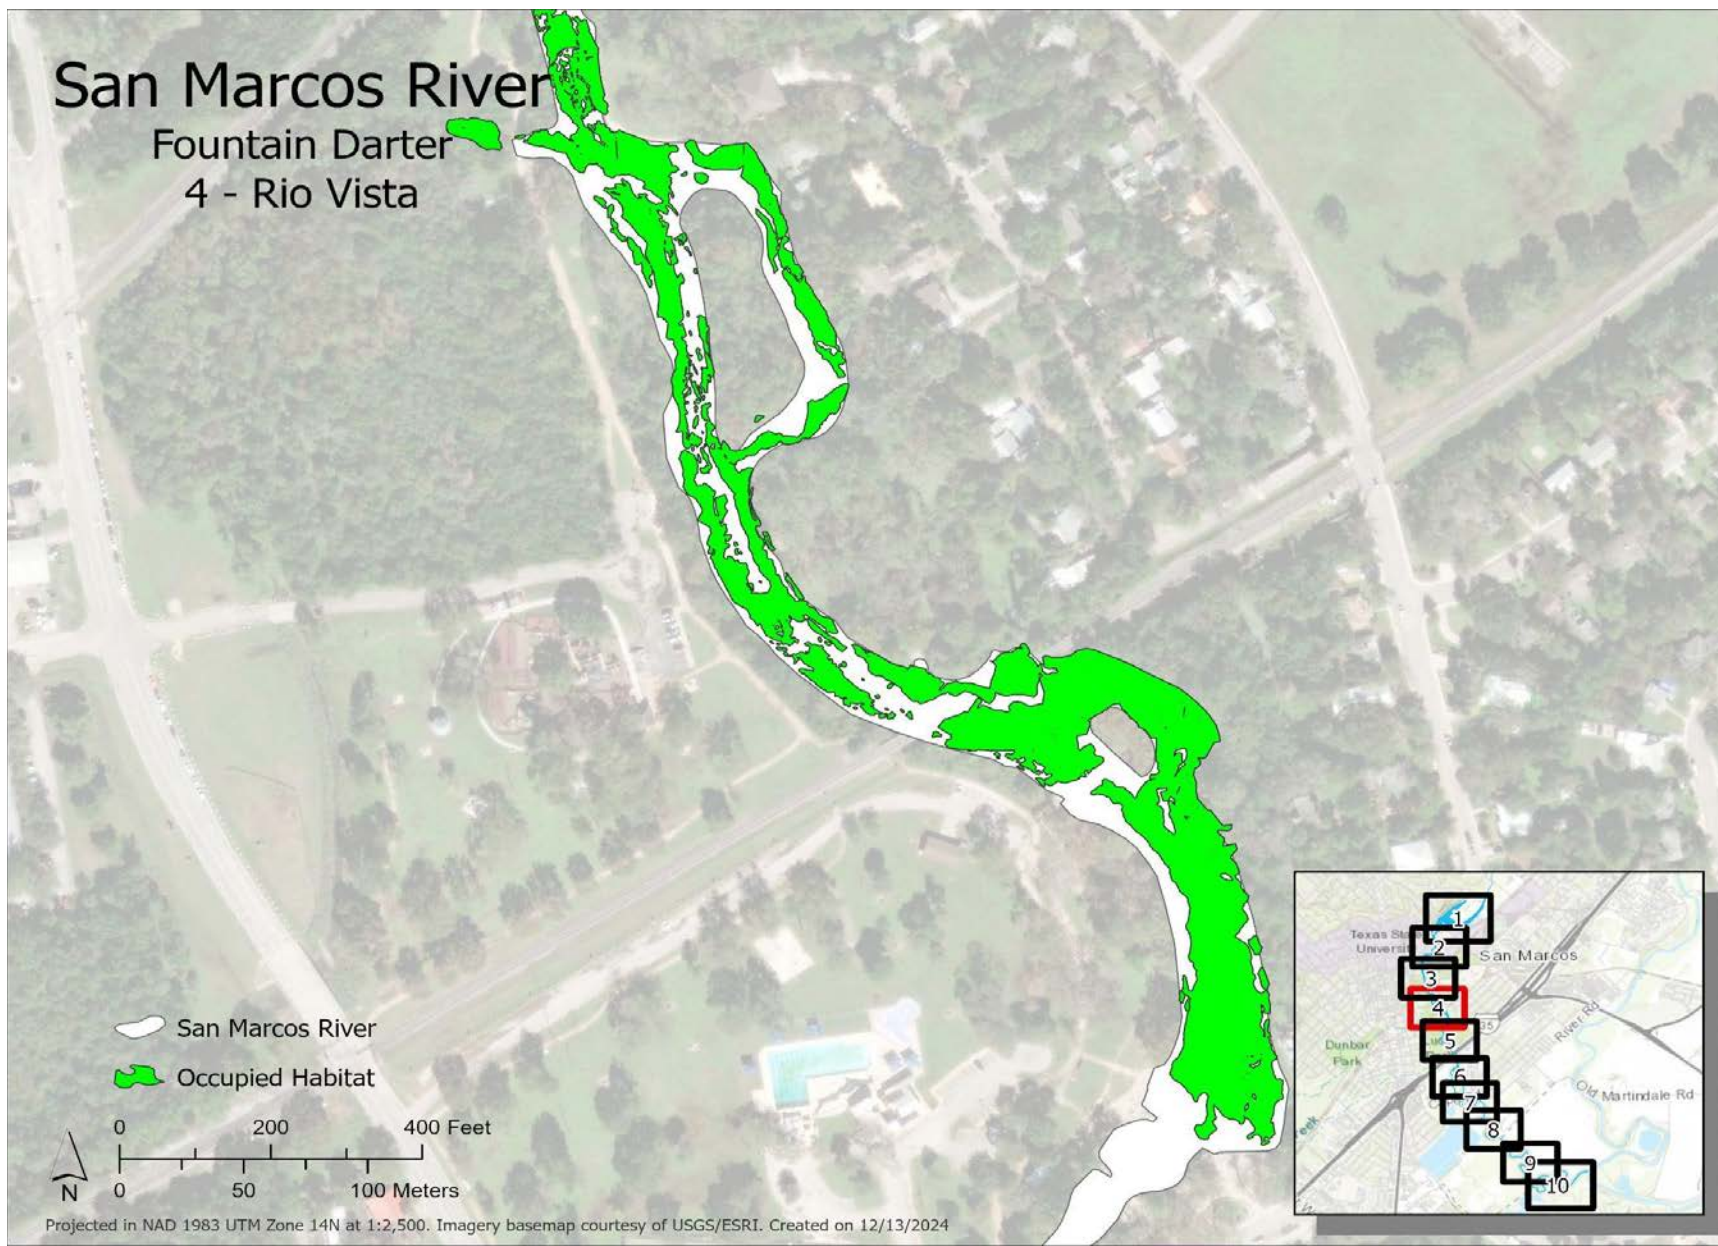 San Marcos River
Fountain Darter
4 - Rio Vista
San Marcos River
Occupied Habitat
0 200 400 Feet
0 50 100 Meters
N
Projected in NAD 1983 UTM Zone 14N at 1:2,500. Imagery basemap courtesy of USGS/ESRI. Created on 12/13/2024
1
2
San Marcos
3
4
5
Dunbar
Park
River Rd
6
7
Old Martindale Rd
8
9
10